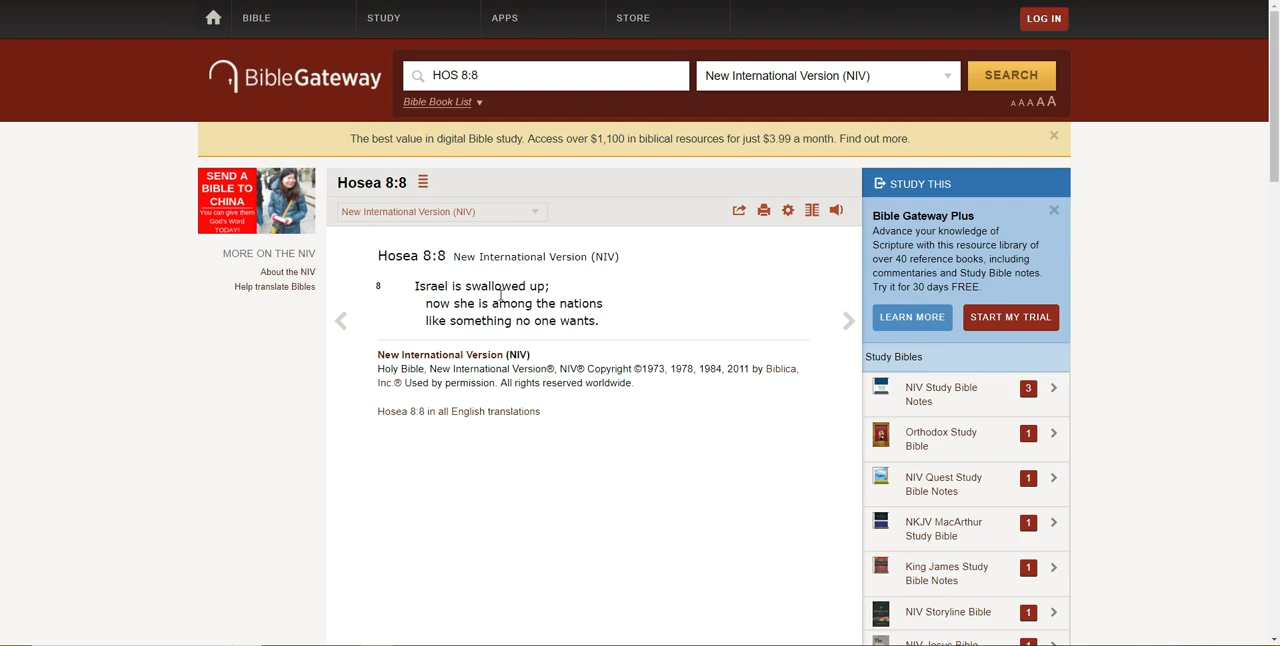 BIBLE
STUDY
APPS
STORE
LOG IN
BibleGateway
HOS 8:8
New International Version (NIV)
SEARCH
Bible Book List
A A A A A
The best value in digital Bible study. Access over $1,100 in biblical resources for just $3.99 a month. Find out more.
SEND A
BIBLE TO
CHINA
You can give them
God's Word
TODAY!
MORE ON THE NIV
About the NIV
Help translate Bibles
Hosea 8:8
New International Version (NIV)
Hosea 8:8 New International Version (NIV)
8 Israel is swallowed up;
now she is among the nations
like something no one wants.
New International Version (NIV)
Holy Bible, New International Version®, NIV® Copyright ©1973, 1978, 1984, 2011 by Biblica,
Inc.® Used by permission. All rights reserved worldwide.
Hosea 8:8 in all English translations
STUDY THIS
Bible Gateway Plus
Advance your knowledge of
Scripture with this resource library of
over 40 reference books, including
commentaries and Study Bible notes.
Try it for 30 days FREE.
LEARN MORE
START MY TRIAL
Study Bibles
NIV Study Bible
Notes
3
Orthodox Study
Bible
1
NIV Quest Study
Bible Notes
1
NKJV MacArthur
Study Bible
1
King James Study
Bible Notes
1
NIV Storyline Bible
1
NIV Jesus Bible